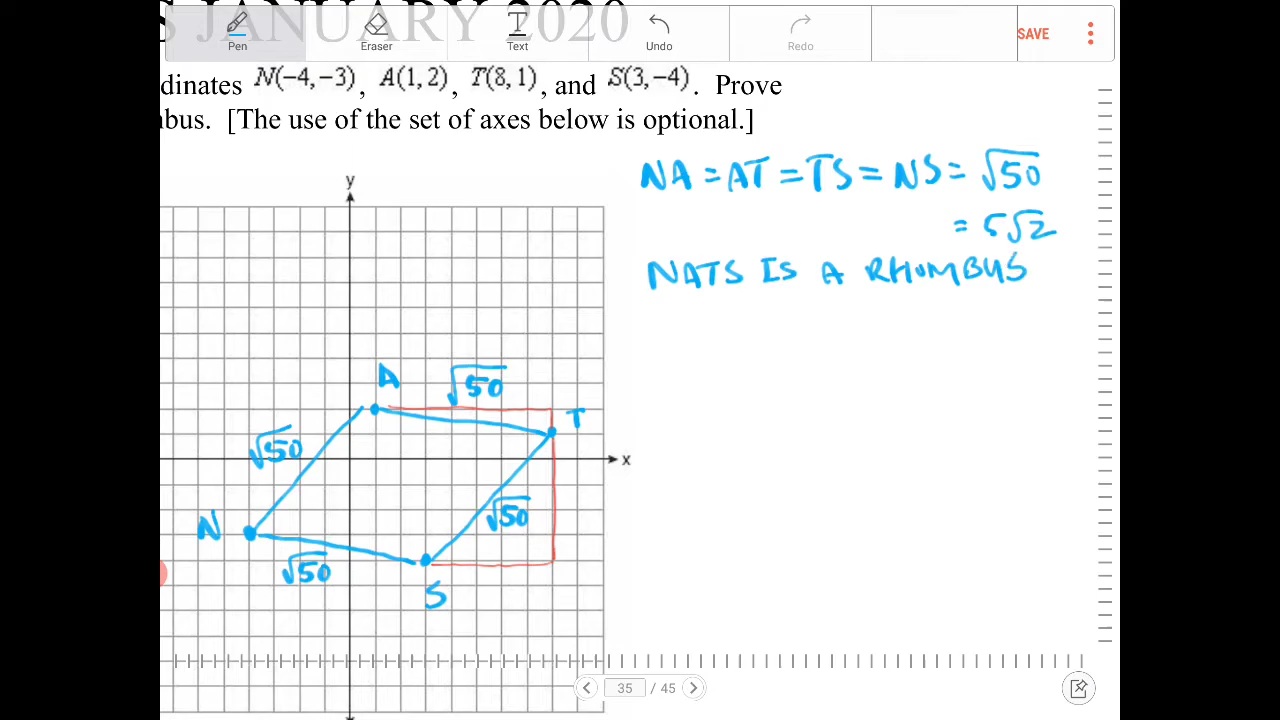 S JANUARY 2020
Pen
Eraser
Text
Undo
Redo
SAVE
dinates N(−4,−3), A(1,2), T(8,1), and S(3,−4). Prove
bus. [The use of the set of axes below is optional.]
NA = AT = TS = NS = √50
= 5√2
NATS IS A RHOMBUS
y
A
√50
T
√50
x
N
√50
√50
S
35 / 45